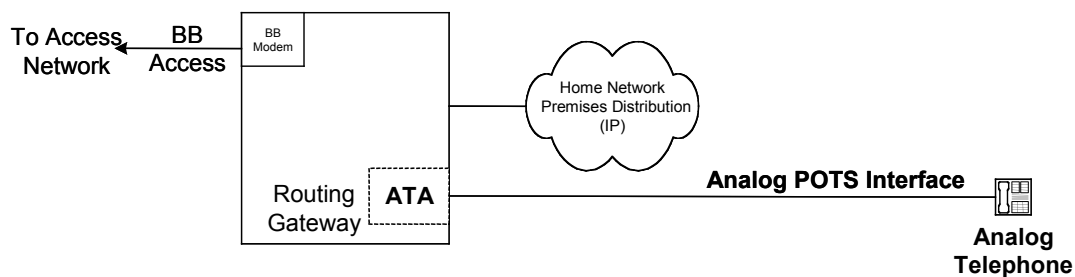 To Access
Network
BB
Access
BB
Modem
Home Network
Premises Distribution
(IP)
Routing
Gateway
ATA
Analog POTS Interface
Analog
Telephone